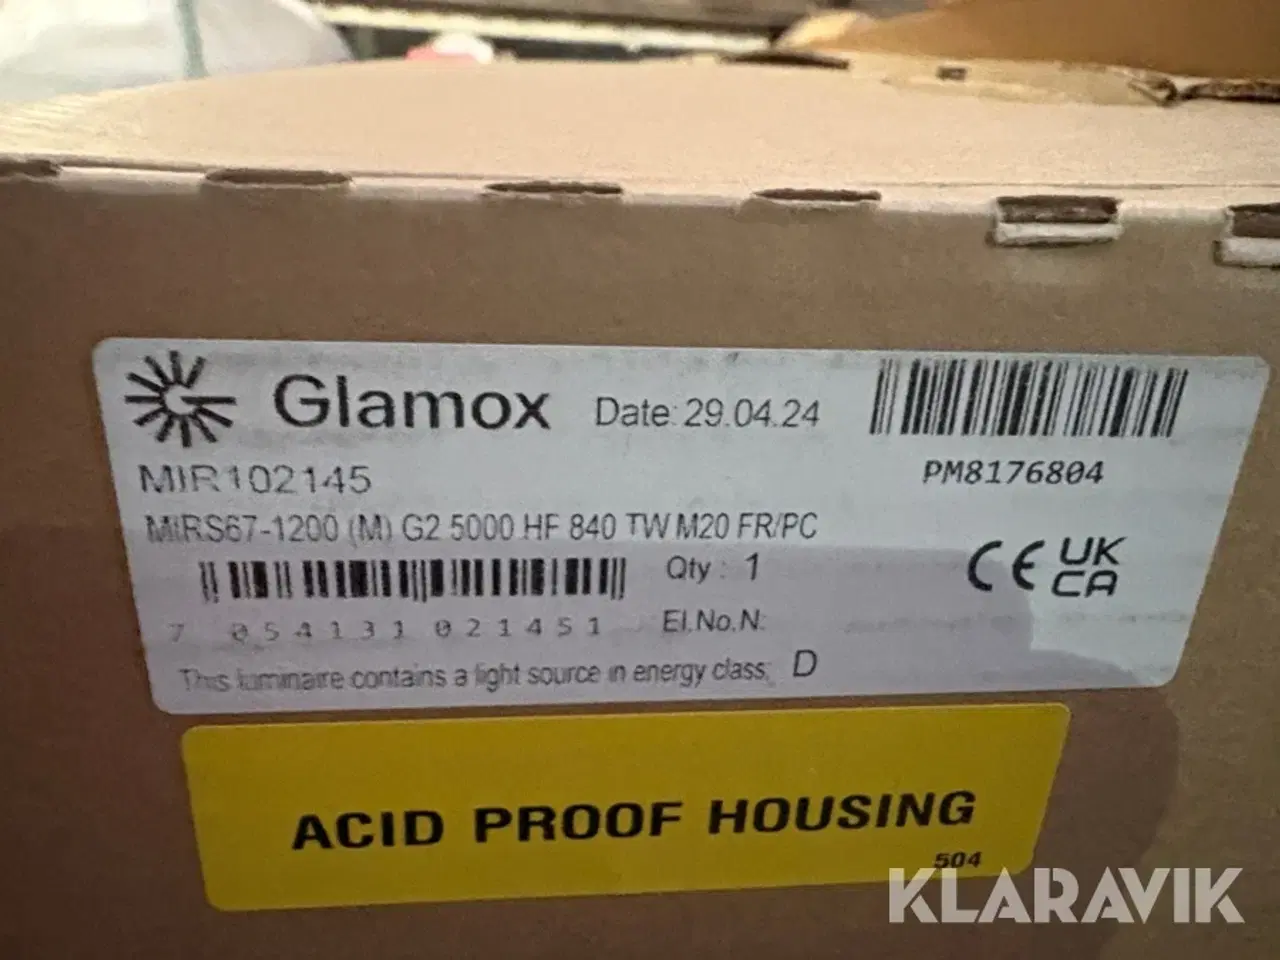 Glamox Date: 29.04.24
PM8176804
MIR102145
MIRS67-1200 (M) G2 5000 HF 840 TW M20 FR/PC
Qty : 1
CE UK CA
7 054131 021451
El.No.N:
This luminaire contains a light source in energy class: D
ACID PROOF HOUSING
504
KLARAVIK